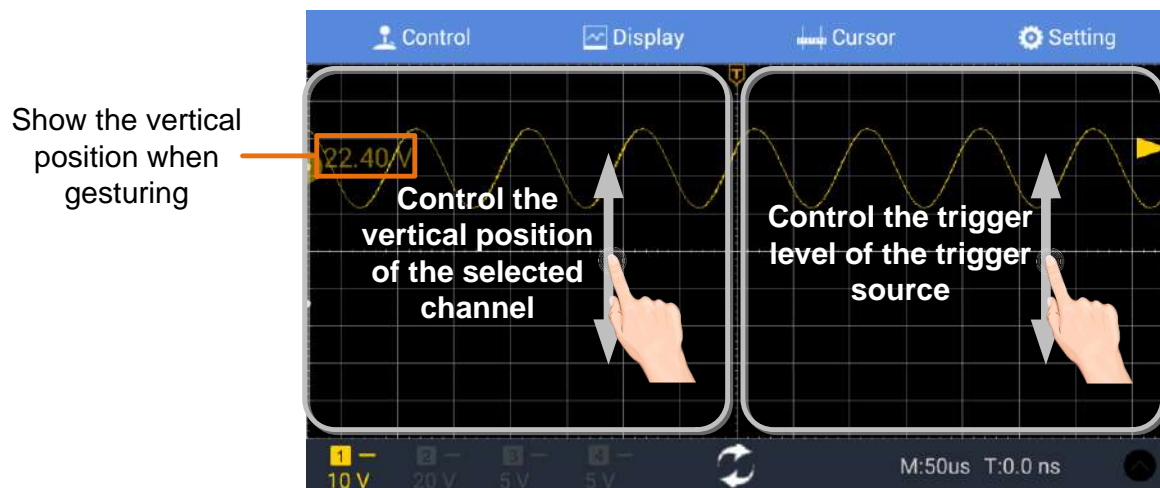 Control Display Cursor Setting
T
Show the vertical
position when
gesturing
22.40 V
Control the
vertical position
of the selected
channel
Control the trigger
level of the trigger
source
1 2 3 4
10 V 20 V 5 V 5 V
M:50us T:0.0 ns